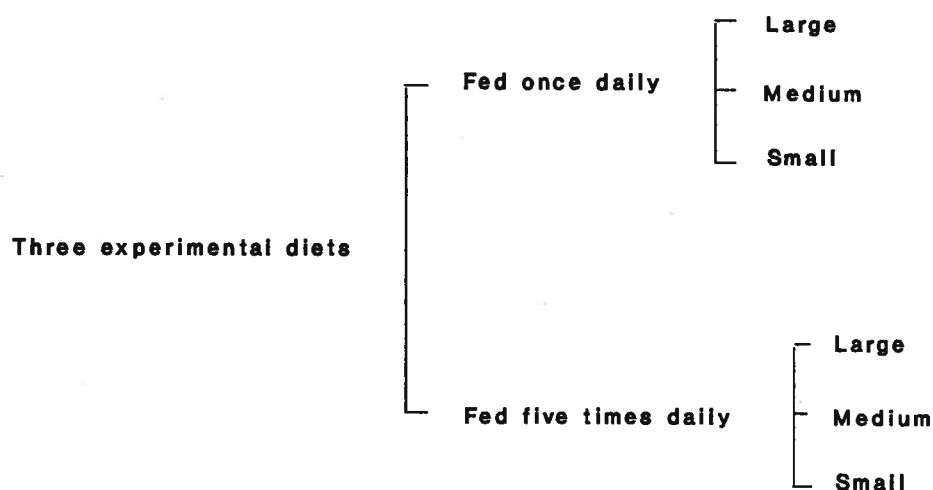 Large
Fed once daily
Medium
Small
Three experimental diets
Large
Fed five times daily
Medium
Small